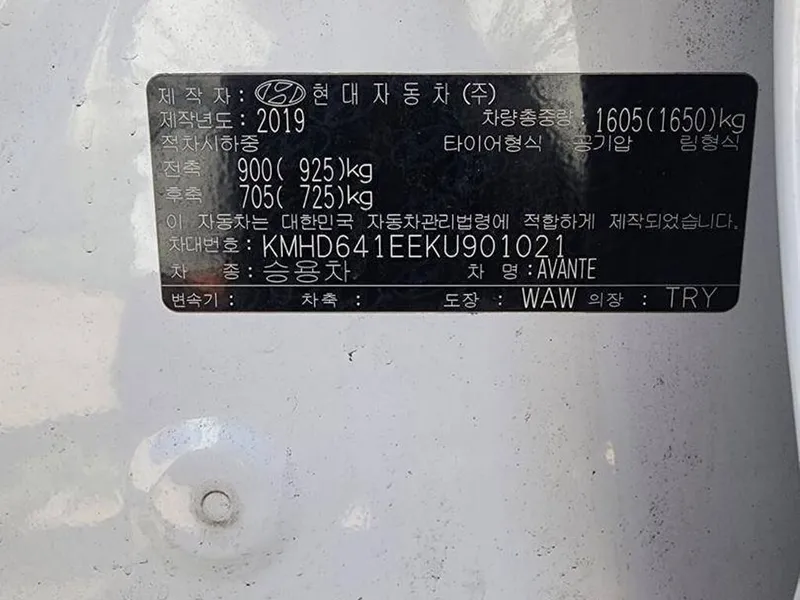 제 작 자 : 현 대 자 동 차 (주)
제작년도 : 2019 차량총중량 : 1605(1650)kg
적차시하중 타이어형식 공기압 림형식
전축 900( 925)kg
후축 705( 725)kg
이 자동차는 대한민국 자동차관리법령에 적합하게 제작되었습니다.
차대번호 : KMHD641EEKU901021
차 종 : 승용차 차 명 : AVANTE
변속기 : 차축 : 도장 : WAW 의장 : TRY